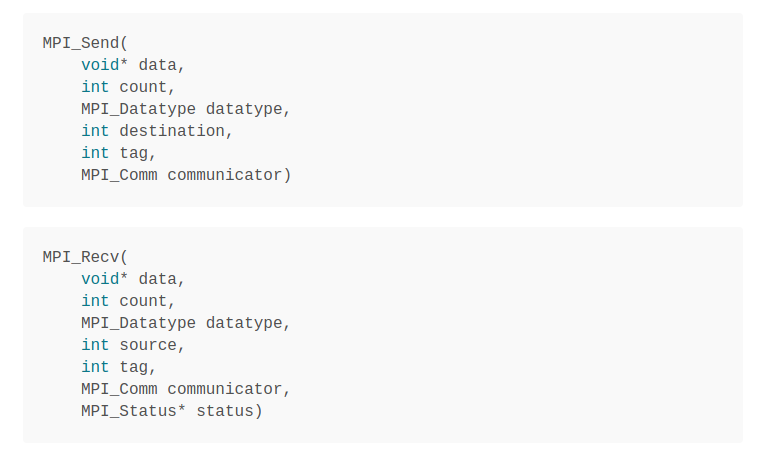 MPI_Send(
    void* data,
    int count,
    MPI_Datatype datatype,
    int destination,
    int tag,
    MPI_Comm communicator)
MPI_Recv(
    void* data,
    int count,
    MPI_Datatype datatype,
    int source,
    int tag,
    MPI_Comm communicator,
    MPI_Status* status)